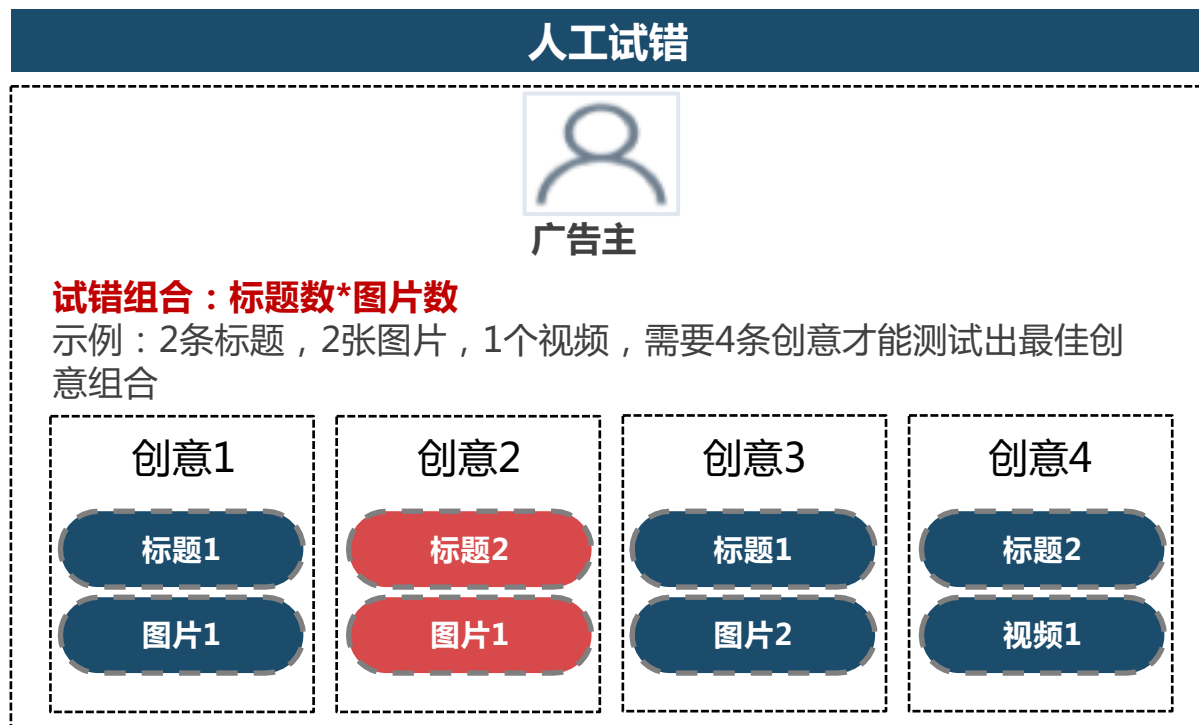 人工试错
广告主
试错组合：标题数*图片数
示例：2条标题，2张图片，1个视频，需要4条创意才能测试出最佳创
意组合
创意1
标题1
图片1
创意2
标题2
图片1
创意3
标题1
图片2
创意4
标题2
视频1